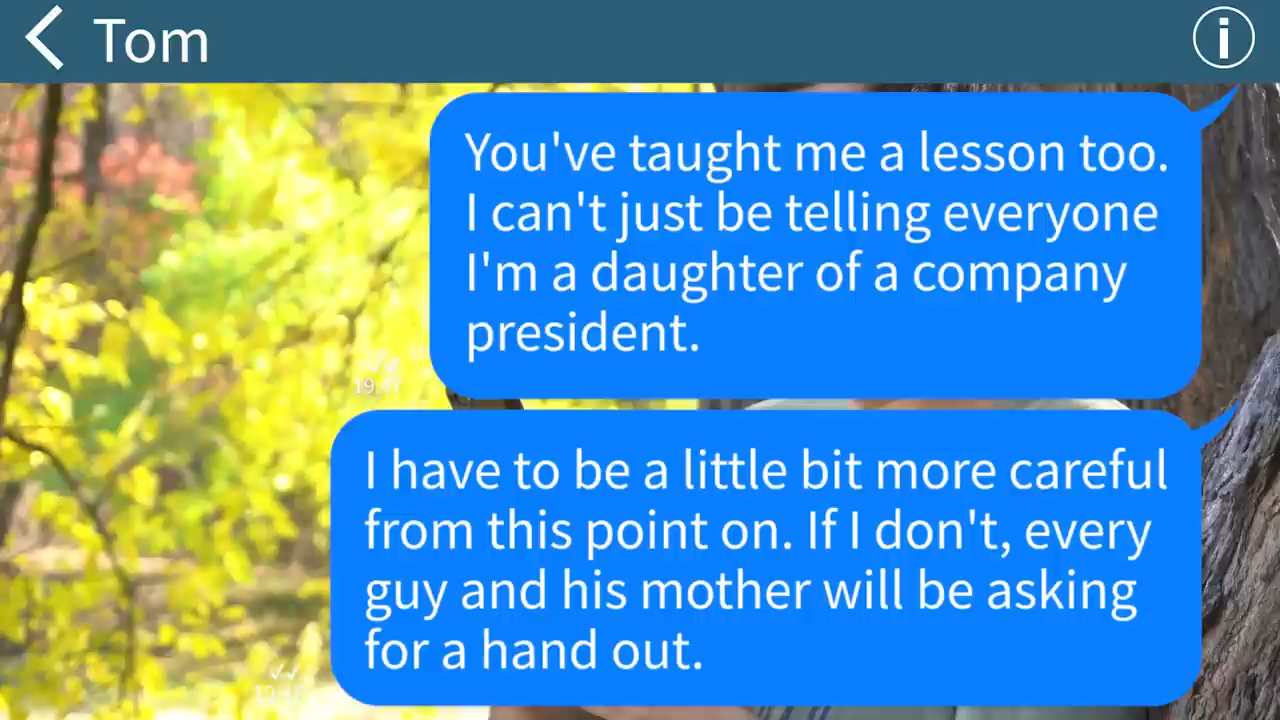 Tom
i
You've taught me a lesson too.
I can't just be telling everyone
I'm a daughter of a company
president.
19:47
I have to be a little bit more careful
from this point on. If I don't, every
guy and his mother will be asking
for a hand out.